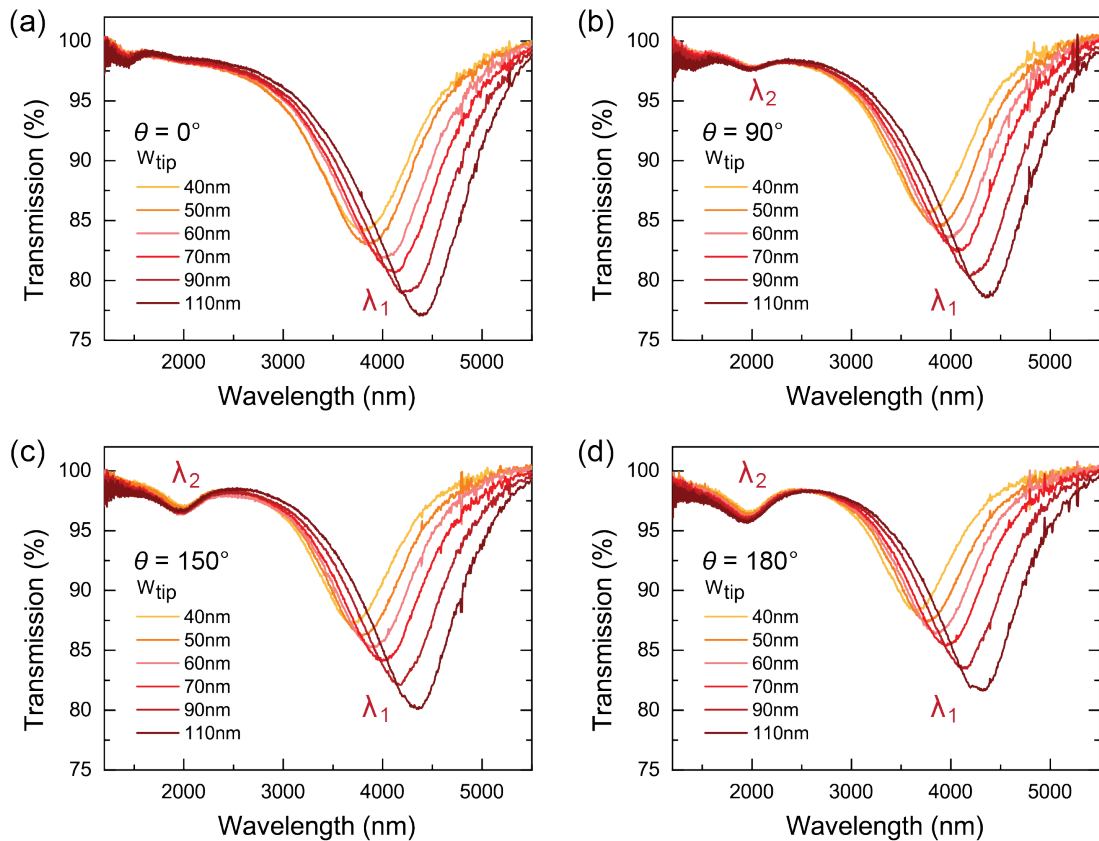 (a)
100
95
90
85
80
75
Transmission (%)
θ = 0°
Wtip
40nm
50nm
60nm
70nm
90nm
110nm
λ1
2000
3000
4000
5000
Wavelength (nm)
(b)
100
95
90
85
80
75
Transmission (%)
λ2
θ = 90°
Wtip
40nm
50nm
60nm
70nm
90nm
110nm
λ1
2000
3000
4000
5000
Wavelength (nm)
(c)
100
95
90
85
80
75
Transmission (%)
λ2
θ = 150°
Wtip
40nm
50nm
60nm
70nm
90nm
110nm
λ1
2000
3000
4000
5000
Wavelength (nm)
(d)
100
95
90
85
80
75
Transmission (%)
λ2
θ = 180°
Wtip
40nm
50nm
60nm
70nm
90nm
110nm
λ1
2000
3000
4000
5000
Wavelength (nm)